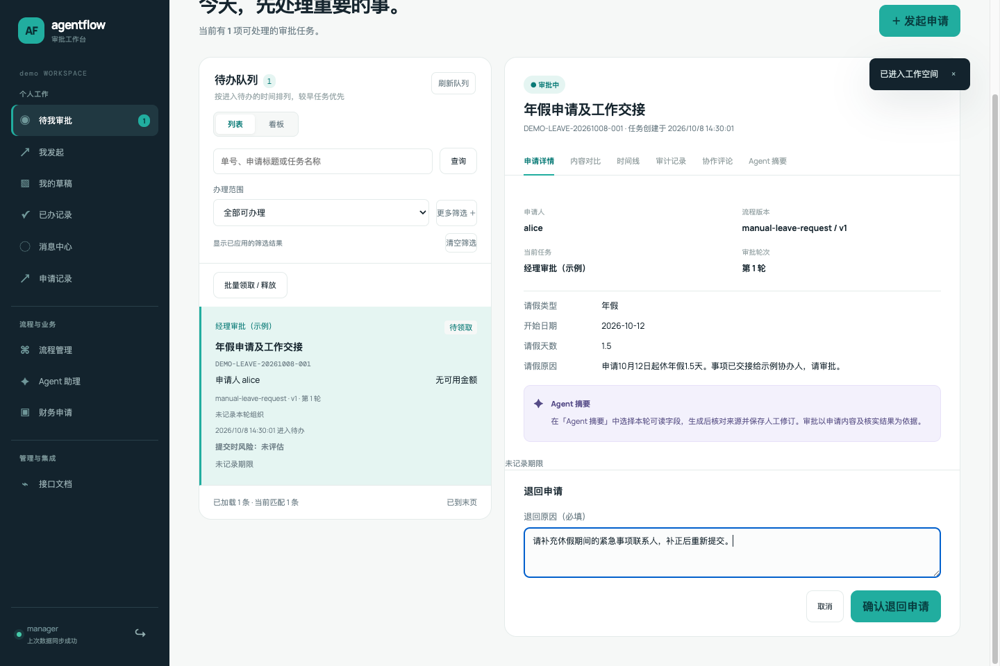 AF
agentflow
审批工作台
demo WORKSPACE
个人工作
待我审批 1
我发起
我的草稿
已办记录
消息中心
申请记录
流程与业务
流程管理
Agent 助理
财务申请
管理与集成
接口文档
manager
上次数据同步成功
今天，先处理重要的事。
当前有 1 项可处理的审批任务。
＋ 发起申请
已进入工作空间 ×
待办队列 1
按进入待办的时间排列，较早任务优先
刷新队列
列表 看板
单号、申请标题或任务名称
查询
办理范围
全部可办理
更多筛选 ＋
显示已应用的筛选结果
清空筛选
批量领取 / 释放
经理审批（示例）
待领取
年假申请及工作交接
DEMO-LEAVE-20261008-001
申请人 alice
无可用金额
manual-leave-request · v1 · 第 1 轮
未记录本轮组织
2026/10/8 14:30:01 进入待办
提交时风险：未评估
未记录期限
已加载 1 条 · 当前匹配 1 条
已到末页
审批中
年假申请及工作交接
DEMO-LEAVE-20261008-001 · 任务创建于 2026/10/8 14:30:01
申请详情 内容对比 时间线 审计记录 协作评论 Agent 摘要
申请人
alice
流程版本
manual-leave-request / v1
当前任务
经理审批（示例）
审批轮次
第 1 轮
请假类型 年假
开始日期 2026-10-12
请假天数 1.5
请假原因 申请10月12日起休年假1.5天。事项已交接给示例协办人，请审批。
Agent 摘要
在「Agent 摘要」中选择本轮可读字段，生成后核对来源并保存人工修订。审批以申请内容及核实结果为依据。
未记录期限
退回申请
退回原因（必填）
请补充休假期间的紧急事项联系人，补正后重新提交。
取消
确认退回申请